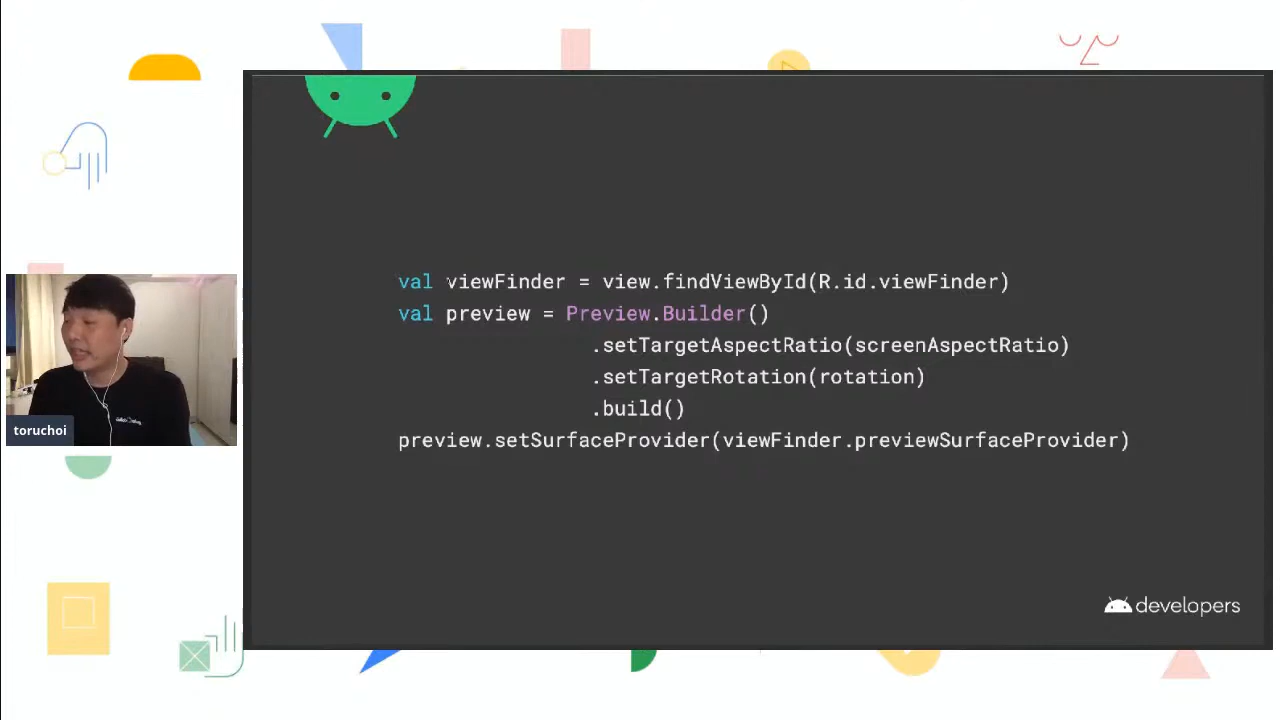 val viewFinder = view.findViewById(R.id.viewFinder)
val preview = Preview.Builder()
.setTargetAspectRatio(screenAspectRatio)
.setTargetRotation(rotation)
.build()
preview.setSurfaceProvider(viewFinder.previewSurfaceProvider)
toruchoi
developers